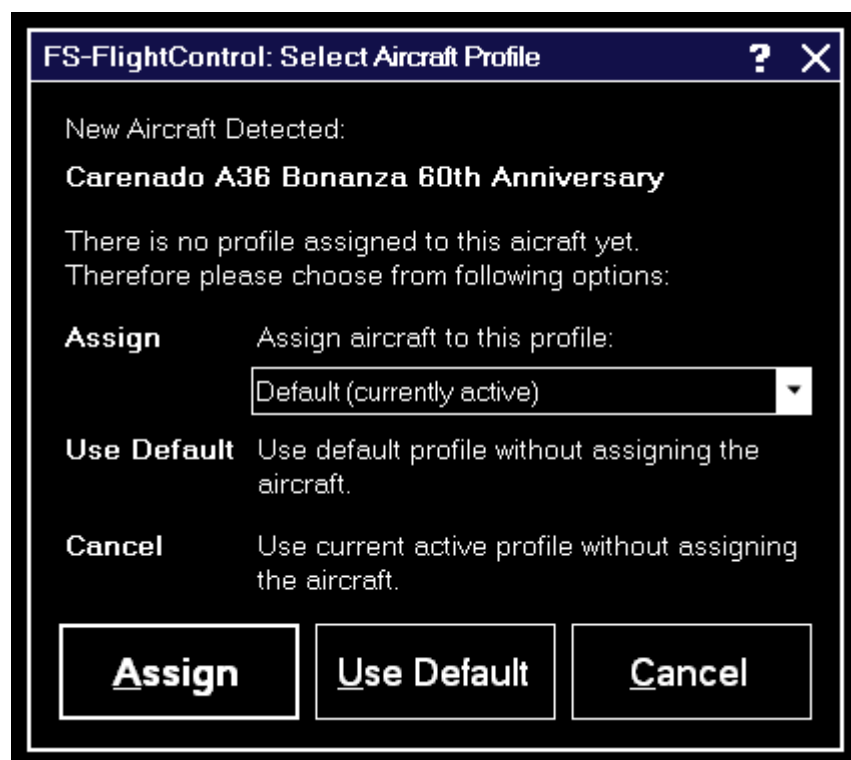 FS-FlightControl: Select Aircraft Profile ? X
New Aircraft Detected:
Carenado A36 Bonanza 60th Anniversary
There is no profile assigned to this aicraft yet.
Therefore please choose from following options:
Assign Assign aircraft to this profile:
Default (currently active)
Use Default Use default profile without assigning the
aircraft.
Cancel Use current active profile without assigning
the aircraft.
Assign Use Default Cancel